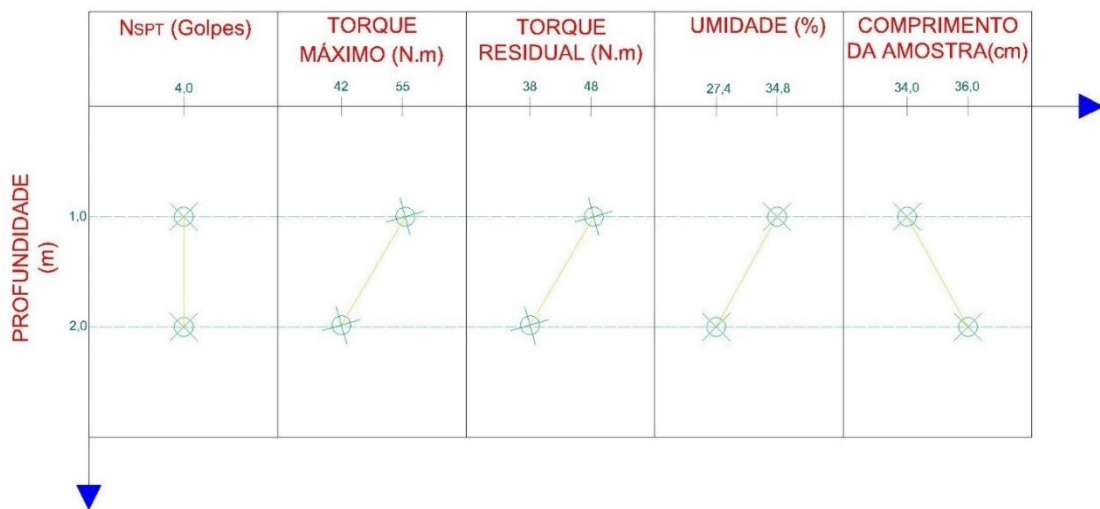 NSPT (Golpes)
TORQUE
MÁXIMO (N.m)
TORQUE
RESIDUAL (N.m)
UMIDADE (%)
COMPRIMENTO
DA AMOSTRA(cm)
4,0
42
55
38
48
27,4
34,8
34,0
36,0
PROFUNDIDADE
(m)
1,0
2,0